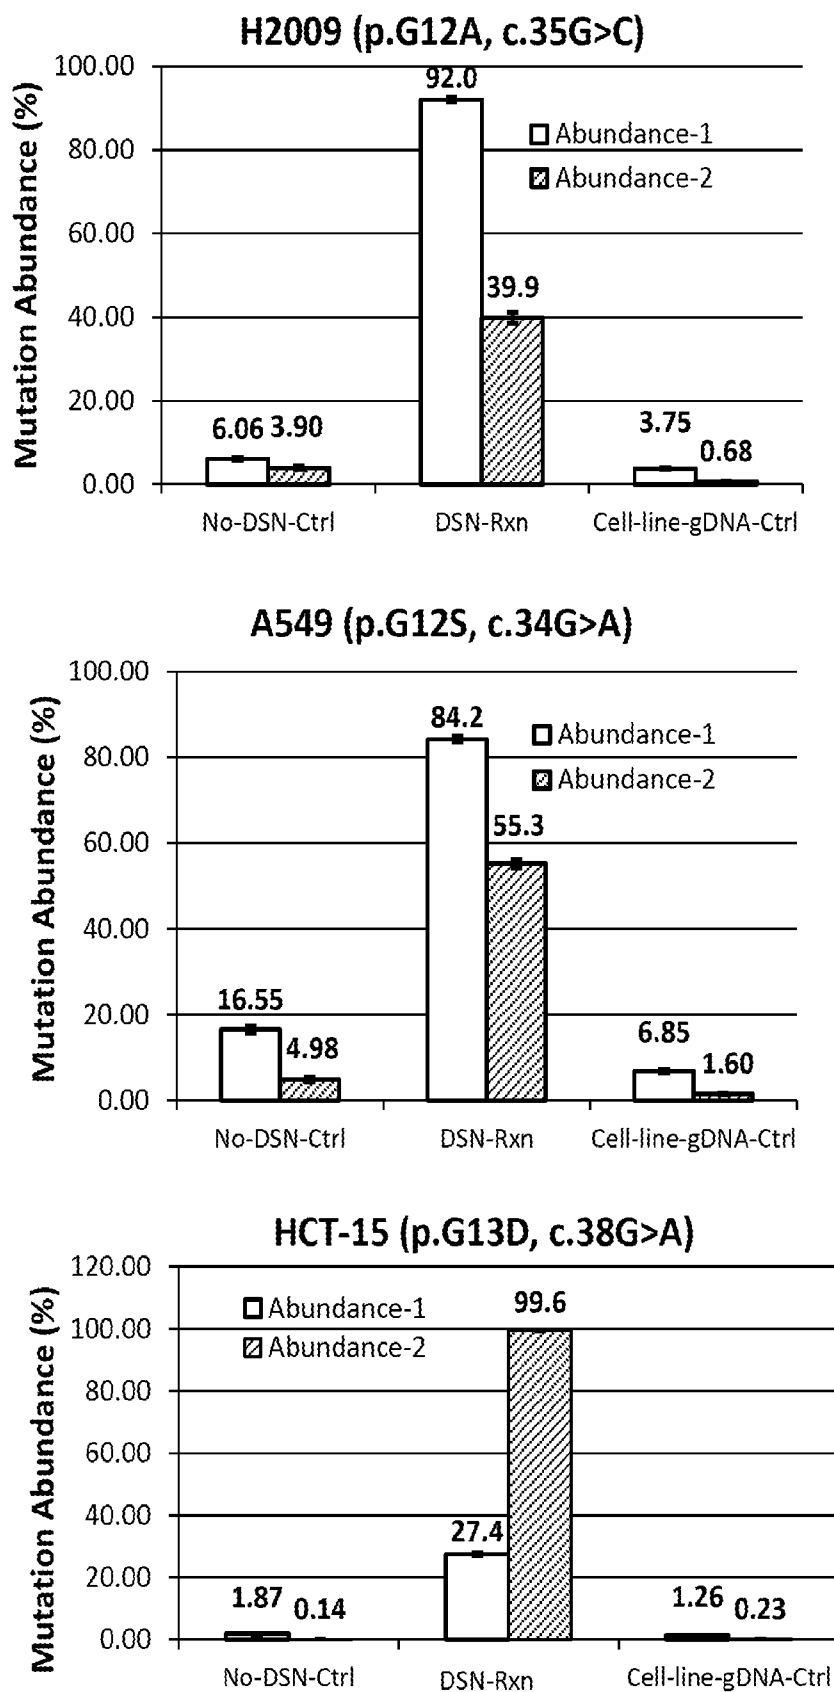 H2009 (p.G12A, c.35G>C)
Mutation Abundance (%)
100.00
80.00
60.00
40.00
20.00
0.00
92.0
Abundance-1
Abundance-2
39.9
6.06 3.90
3.75
0.68
No-DSN-Ctrl DSN-Rxn Cell-line-gDNA-Ctrl
A549 (p.G12S, c.34G>A)
Mutation Abundance (%)
100.00
80.00
60.00
40.00
20.00
0.00
84.2
Abundance-1
Abundance-2
55.3
16.55
4.98
6.85
1.60
No-DSN-Ctrl DSN-Rxn Cell-line-gDNA-Ctrl
HCT-15 (p.G13D, c.38G>A)
Mutation Abundance (%)
120.00
100.00
80.00
60.00
40.00
20.00
0.00
Abundance-1
Abundance-2
99.6
27.4
1.87
0.14
1.26
0.23
No-DSN-Ctrl DSN-Rxn Cell-line-gDNA-Ctrl